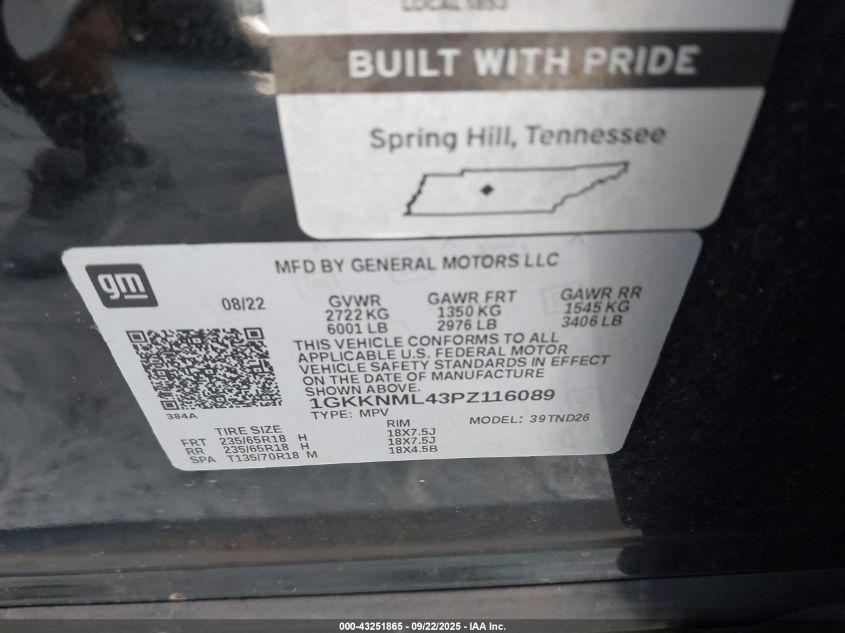 LOCAL 1853
BUILT WITH PRIDE
Spring Hill, Tennessee
gm
MFD BY GENERAL MOTORS LLC
08/22 GVWR GAWR FRT GAWR RR
2722 KG 1350 KG 1545 KG
6001 LB 2976 LB 3406 LB
THIS VEHICLE CONFORMS TO ALL
APPLICABLE U.S. FEDERAL MOTOR
VEHICLE SAFETY STANDARDS IN EFFECT
ON THE DATE OF MANUFACTURE
SHOWN ABOVE.
384A
1GKKNML43PZ116089
TYPE: MPV MODEL: 39TND26
TIRE SIZE RIM
FRT 235/65R18 H 18X7.5J
RR 235/65R18 H 18X7.5J
SPA T135/70R18 M 18X4.5B
000-43251865 - 09/22/2025 - IAA Inc.